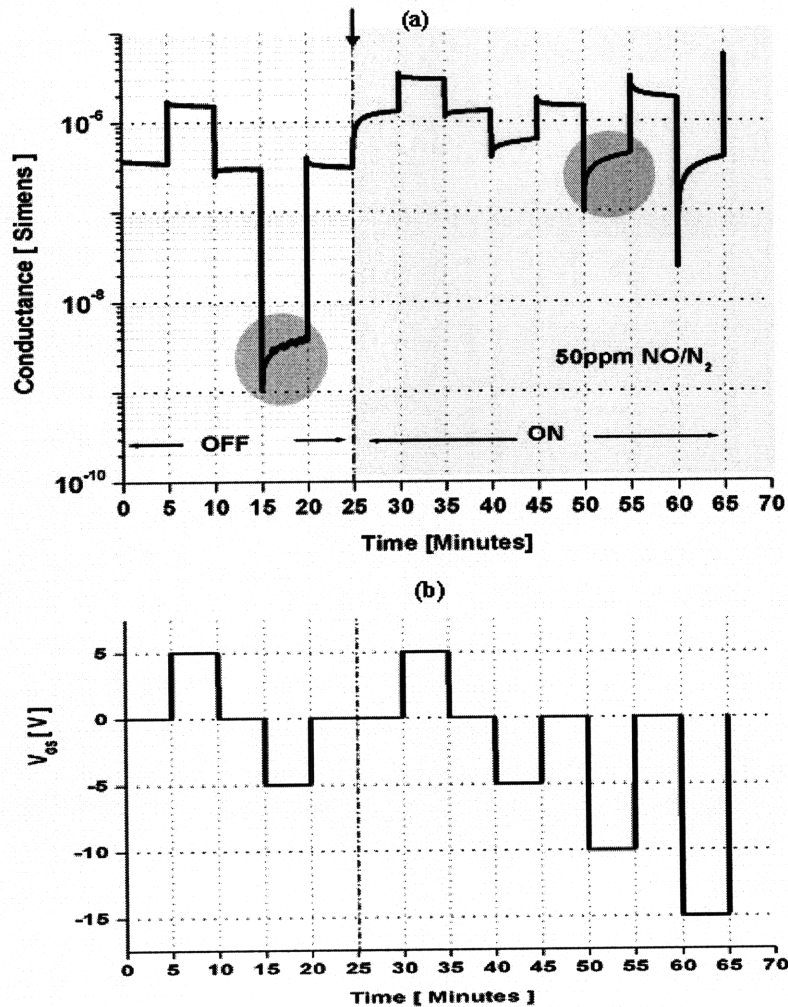 (a)
Conductance [ Simens ]
10⁻⁶
10⁻⁸
10⁻¹⁰
50ppm NO/N₂
OFF
ON
0 5 10 15 20 25 30 35 40 45 50 55 60 65 70
Time [Minutes]
(b)
V_GS [V]
5
0
-5
-10
-15
0 5 10 15 20 25 30 35 40 45 50 55 60 65 70
Time [ Minutes ]